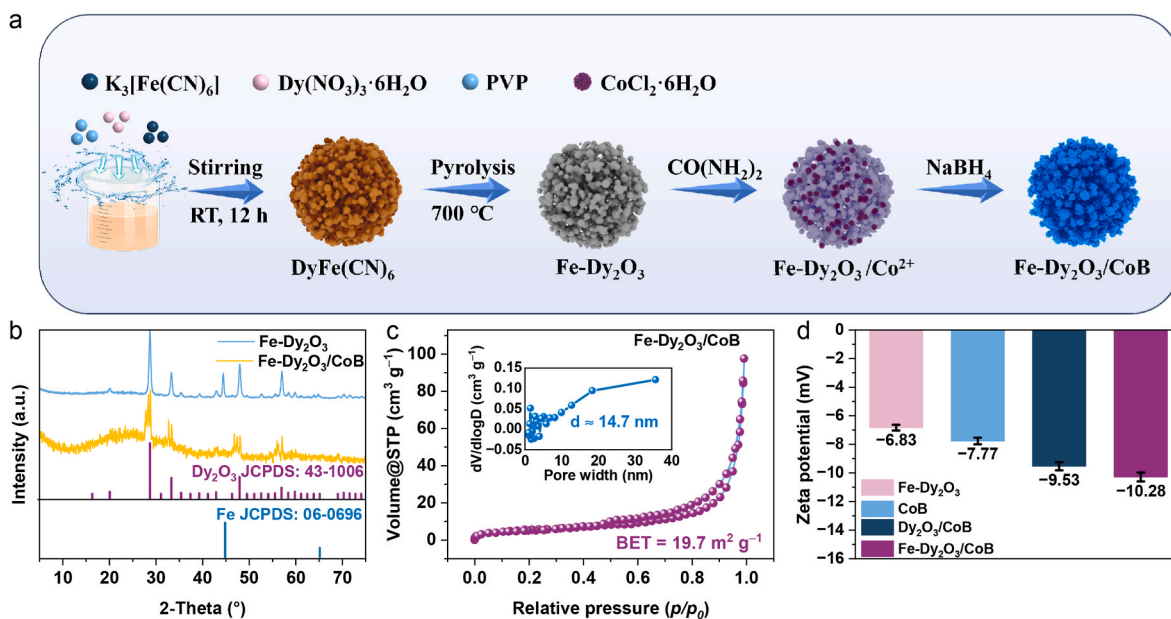 a
K₃[Fe(CN)₆] Dy(NO₃)₃·6H₂O PVP CoCl₂·6H₂O
Stirring
RT, 12 h
Pyrolysis
700 °C
CO(NH₂)₂
NaBH₄
DyFe(CN)₆
Fe-Dy₂O₃
Fe-Dy₂O₃/Co²⁺
Fe-Dy₂O₃/CoB
b
Intensity (a.u.)
Fe-Dy₂O₃
Fe-Dy₂O₃/CoB
Dy₂O₃ JCPDS: 43-1006
Fe JCPDS: 06-0696
10 20 30 40 50 60 70
2-Theta (°)
c
Volume@STP (cm³ g⁻¹)
100
80
60
40
20
0
Fe-Dy₂O₃/CoB
dV/dlogD (cm³ g⁻¹)
0.15
0.10
0.05
0.00
−0.05
d ≈ 14.7 nm
0 10 20 30 40
Pore width (nm)
BET = 19.7 m² g⁻¹
0.0 0.2 0.4 0.6 0.8 1.0
Relative pressure (p/p₀)
d
Zeta potential (mV)
0
−2
−4
−6
−8
−10
−12
−14
−16
−6.83
−7.77
−9.53
−10.28
Fe-Dy₂O₃
CoB
Dy₂O₃/CoB
Fe-Dy₂O₃/CoB